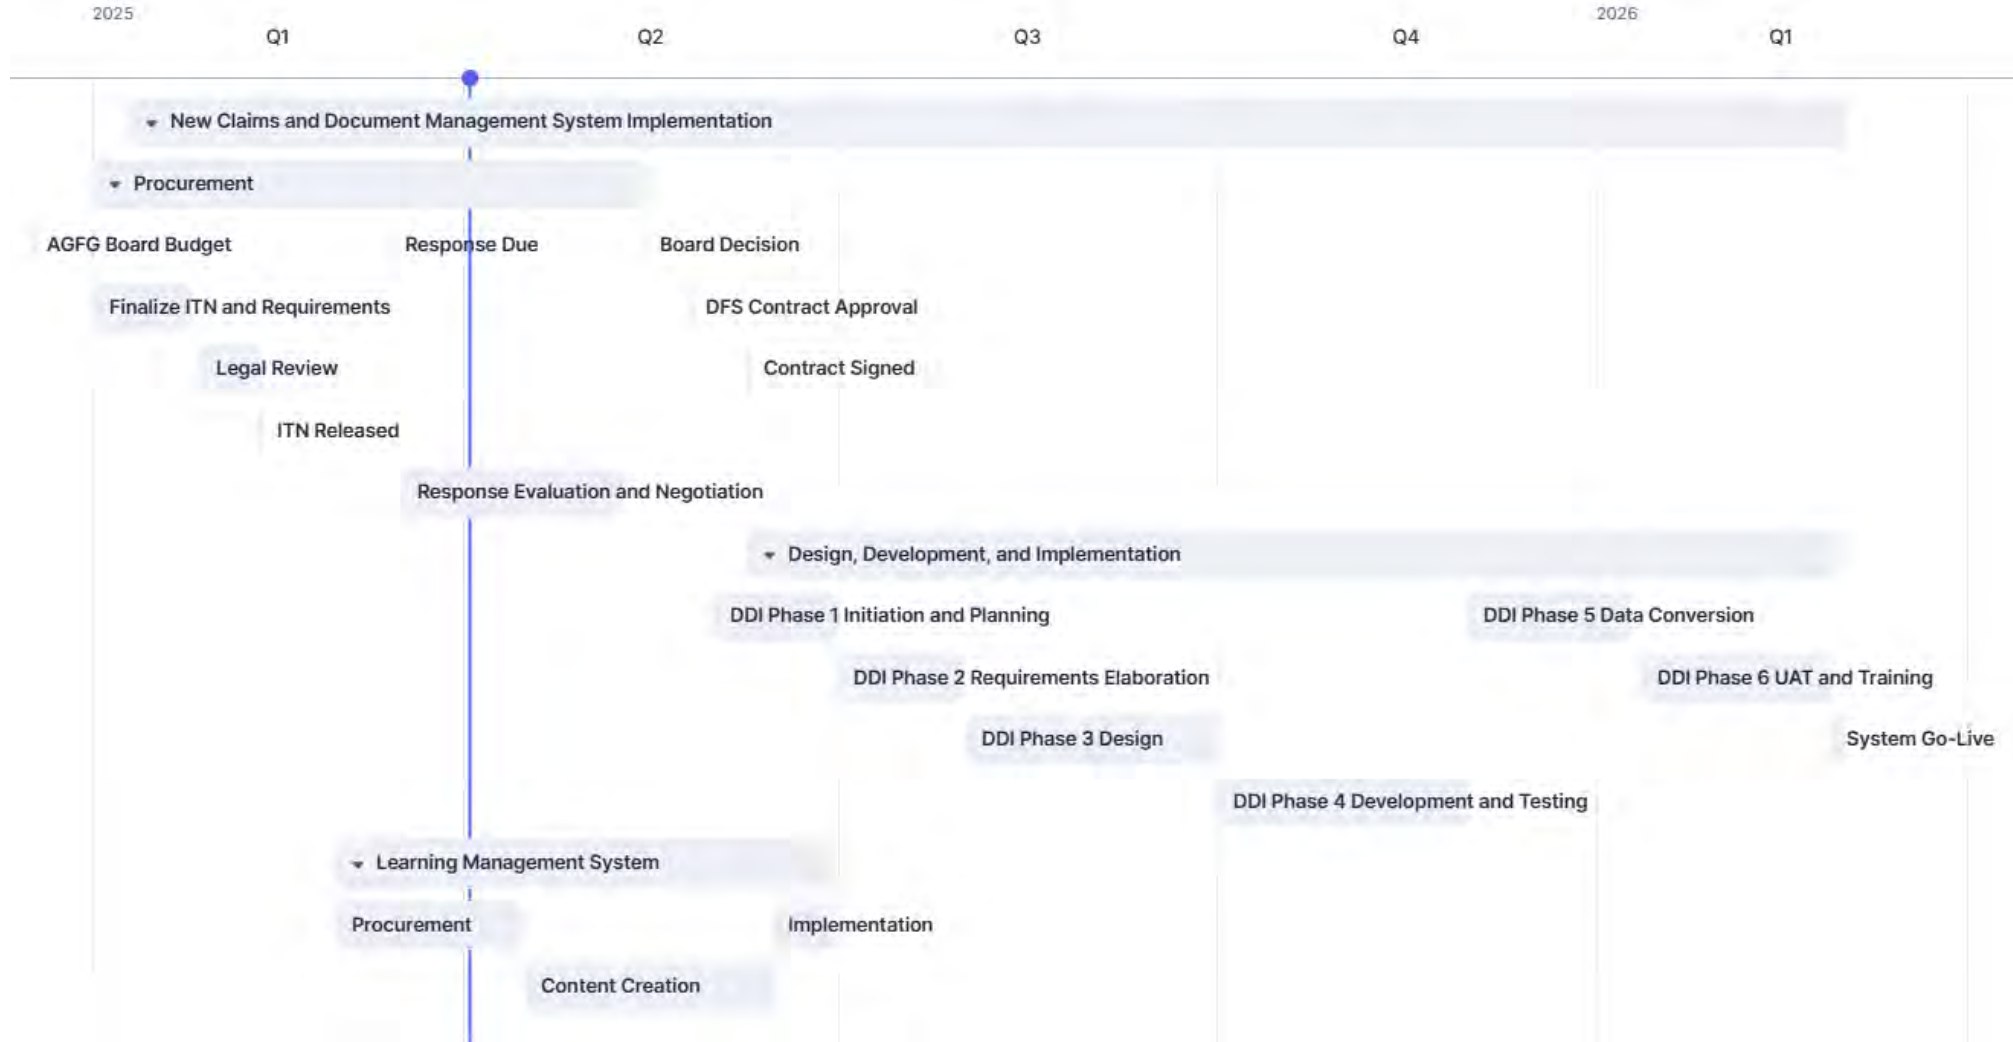 2025 2026
Q1 Q2 Q3 Q4 Q1
New Claims and Document Management System Implementation
Procurement
AGFG Board Budget Response Due Board Decision
Finalize ITN and Requirements DFS Contract Approval
Legal Review Contract Signed
ITN Released
Response Evaluation and Negotiation
Design, Development, and Implementation
DDI Phase 1 Initiation and Planning DDI Phase 5 Data Conversion
DDI Phase 2 Requirements Elaboration DDI Phase 6 UAT and Training
DDI Phase 3 Design System Go-Live
DDI Phase 4 Development and Testing
Learning Management System
Procurement Implementation
Content Creation